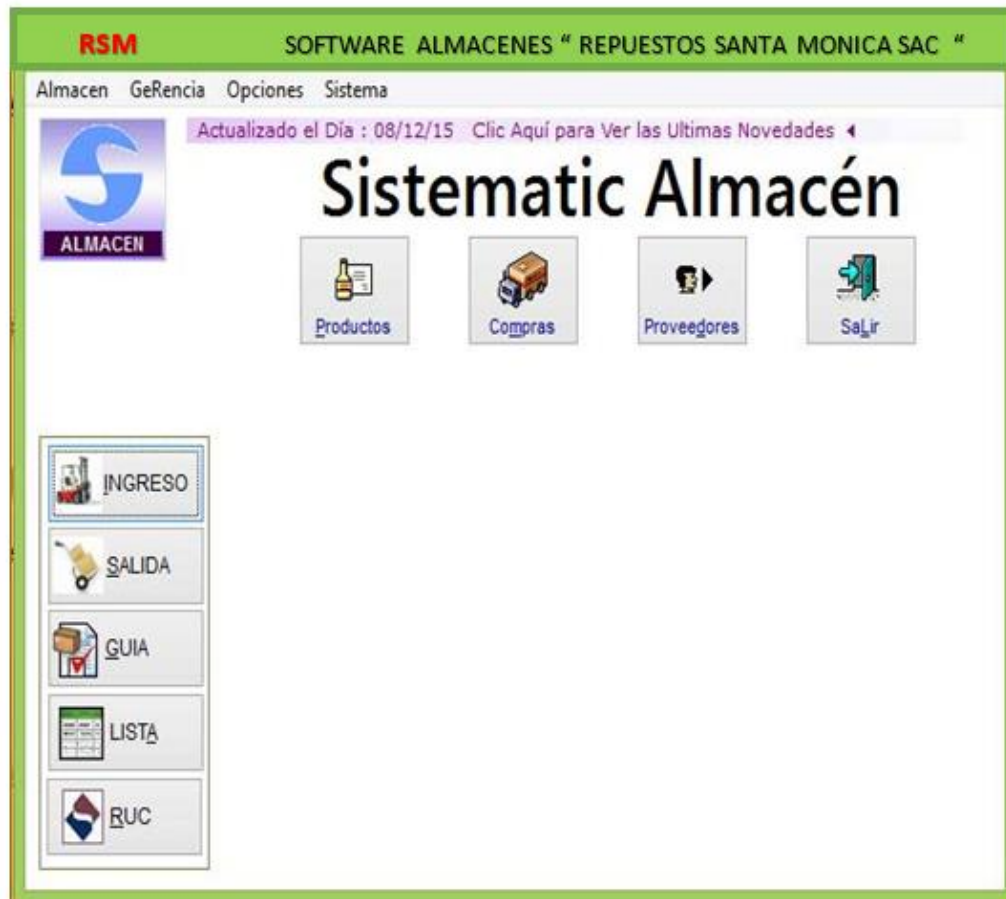 RSM SOFTWARE ALMACENES “ REPUESTOS SANTA MONICA SAC “
Almacen GeRencia Opciones Sistema
Actualizado el Día : 08/12/15 Clic Aquí para Ver las Ultimas Novedades
ALMACEN
Sistematic Almacén
Productos Compras Proveedores SaLir
INGRESO
SALIDA
GUIA
LISTA
RUC